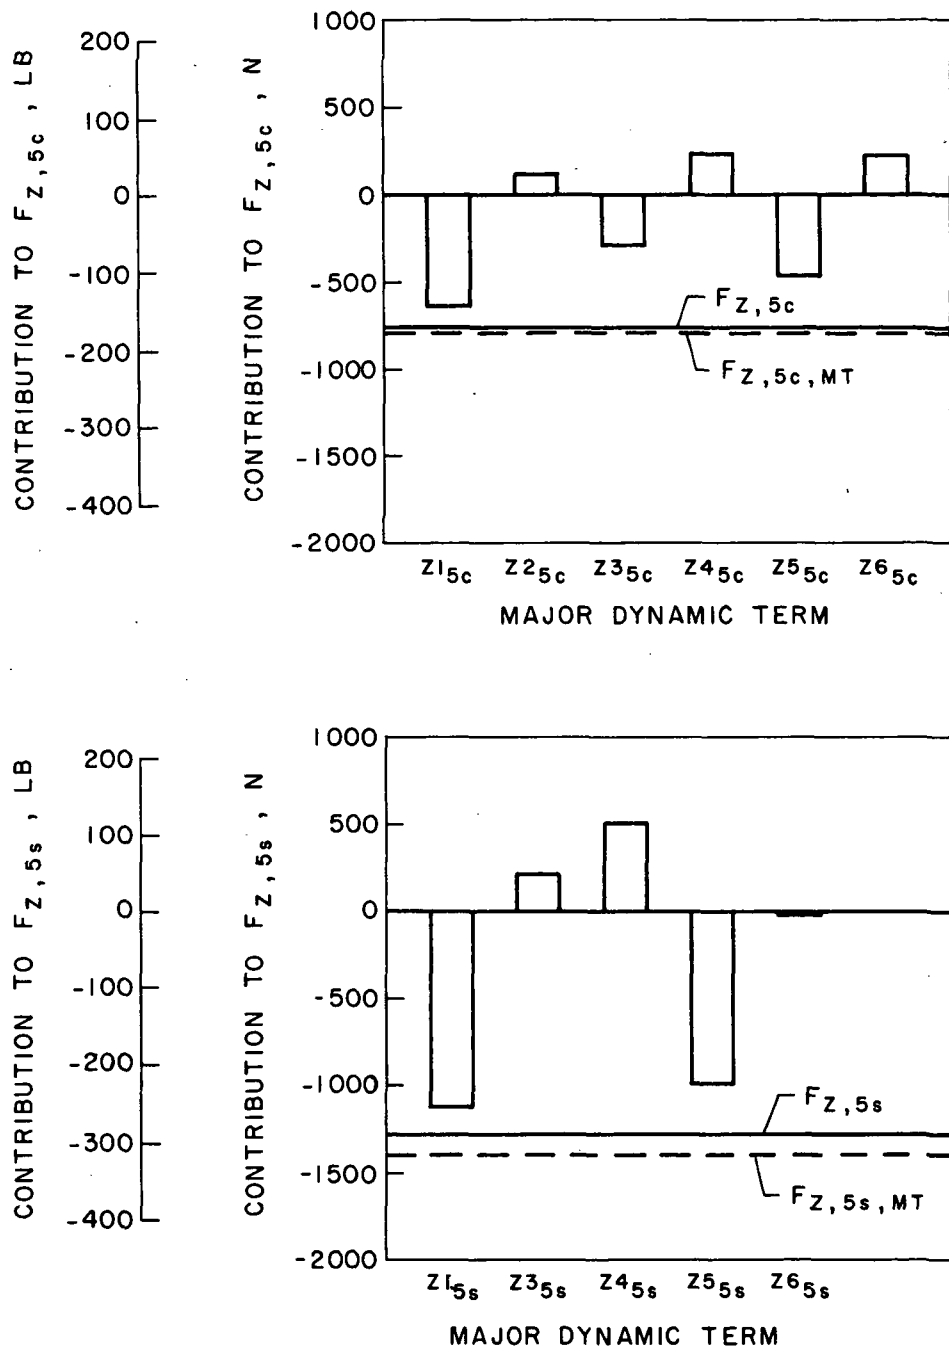 CONTRIBUTION TO FZ,5c , LB
200
100
0
-100
-200
-300
-400
CONTRIBUTION TO FZ,5c , N
1000
500
0
-500
-1000
-1500
-2000
FZ,5c
FZ,5c,MT
Z15c Z25c Z35c Z45c Z55c Z65c
MAJOR DYNAMIC TERM
CONTRIBUTION TO FZ,5s , LB
200
100
0
-100
-200
-300
-400
CONTRIBUTION TO FZ,5s , N
1000
500
0
-500
-1000
-1500
-2000
FZ,5s
FZ,5s,MT
Z15s Z35s Z45s Z55s Z65s
MAJOR DYNAMIC TERM